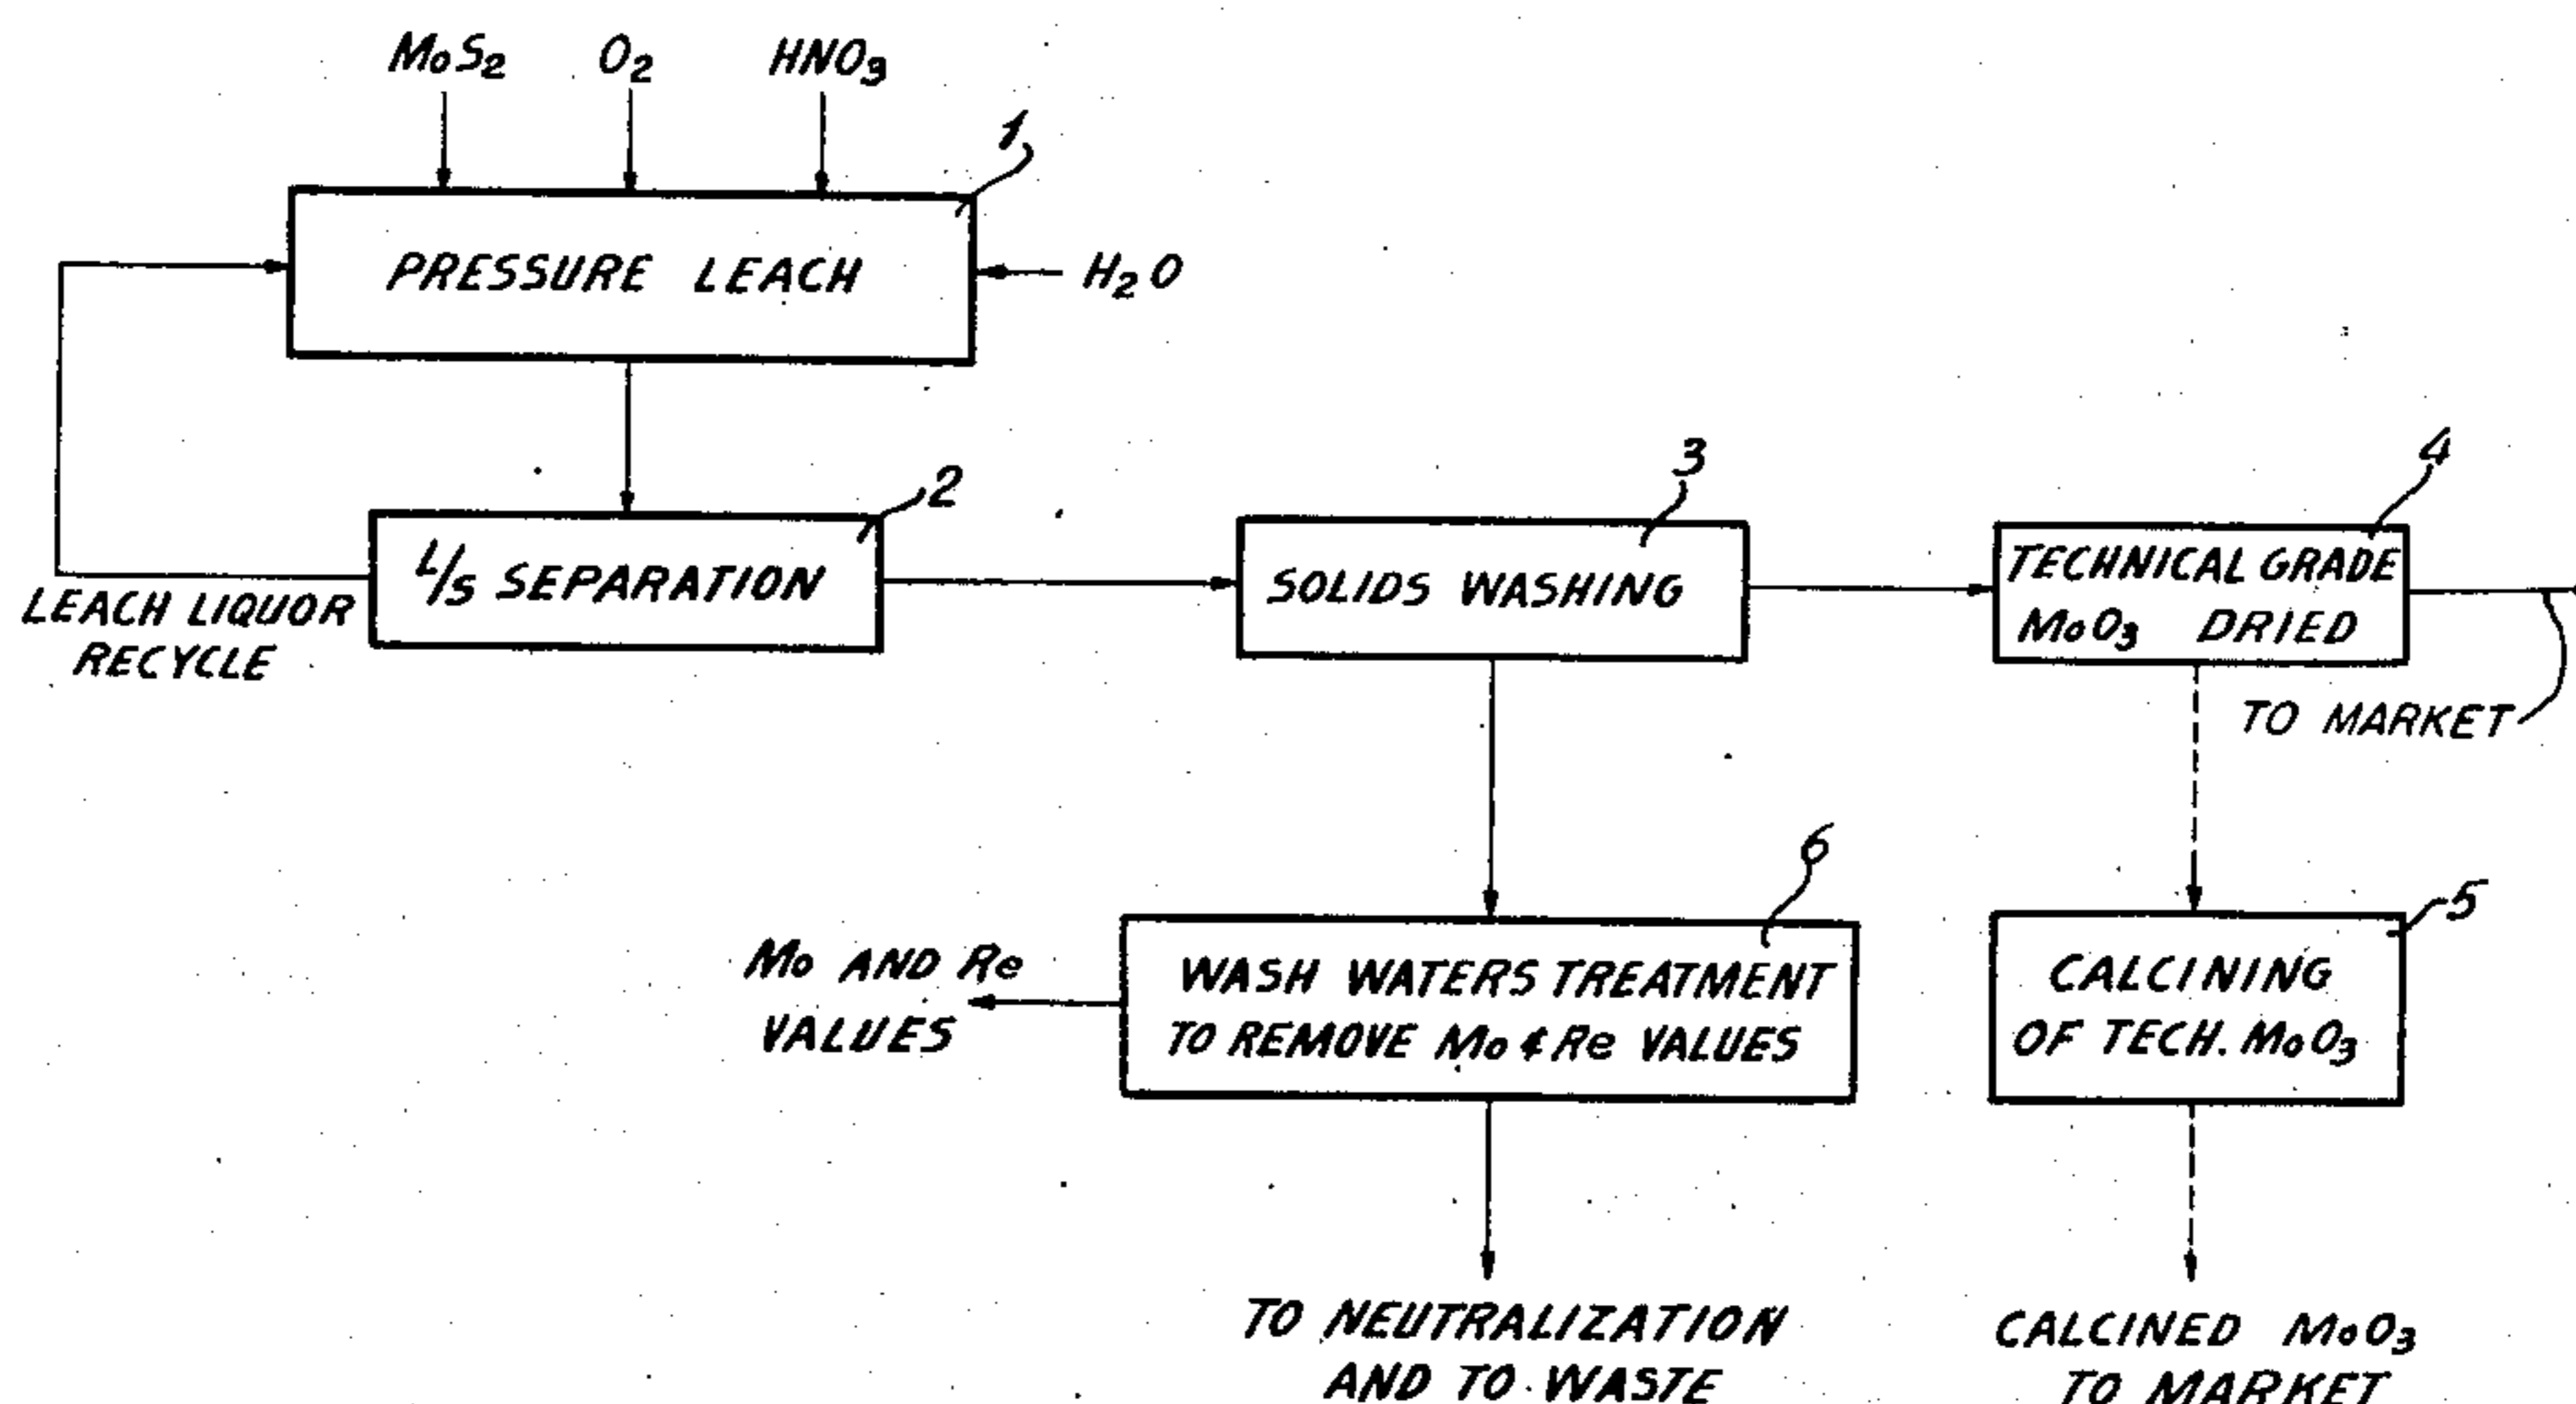 MoS2 O2 HNO3
1
PRESSURE LEACH
H2O
2
L/S SEPARATION
LEACH LIQUOR
RECYCLE
3
SOLIDS WASHING
4
TECHNICAL GRADE
MoO3 DRIED
TO MARKET
6
WASH WATERS TREATMENT
TO REMOVE Mo & Re VALUES
Mo AND Re
VALUES
5
CALCINING
OF TECH. MoO3
TO NEUTRALIZATION
AND TO WASTE
CALCINED MoO3
TO MARKET